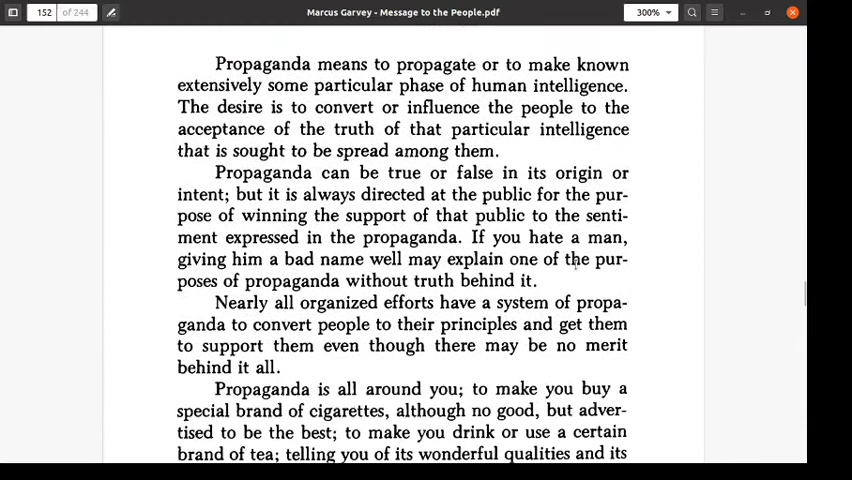 152 of 244
Marcus Garvey - Message to the People.pdf
300%
Propaganda means to propagate or to make known
extensively some particular phase of human intelligence.
The desire is to convert or influence the people to the
acceptance of the truth of that particular intelligence
that is sought to be spread among them.
Propaganda can be true or false in its origin or
intent; but it is always directed at the public for the pur-
pose of winning the support of that public to the senti-
ment expressed in the propaganda. If you hate a man,
giving him a bad name well may explain one of the pur-
poses of propaganda without truth behind it.
Nearly all organized efforts have a system of propa-
ganda to convert people to their principles and get them
to support them even though there may be no merit
behind it all.
Propaganda is all around you; to make you buy a
special brand of cigarettes, although no good, but adver-
tised to be the best; to make you drink or use a certain
brand of tea; telling you of its wonderful qualities and its